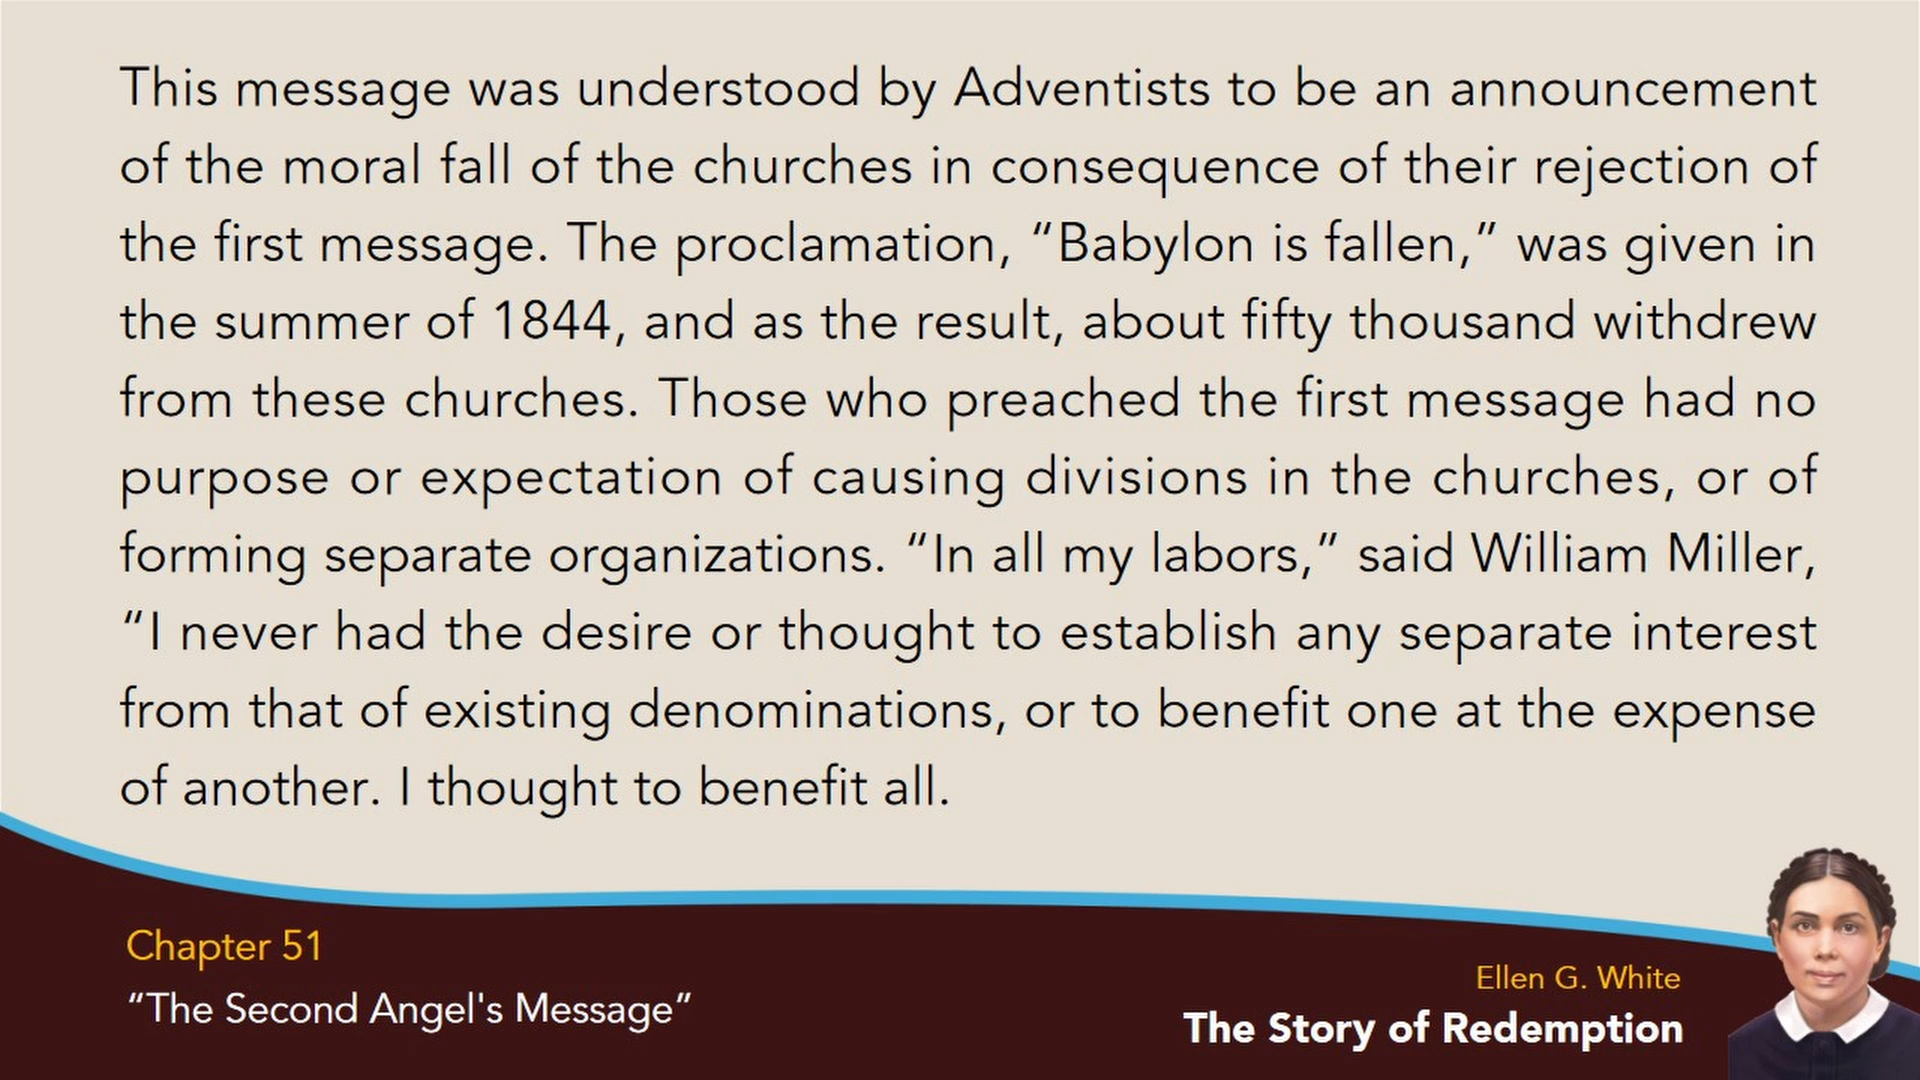 This message was understood by Adventists to be an announcement
of the moral fall of the churches in consequence of their rejection of
the first message. The proclamation, “Babylon is fallen,” was given in
the summer of 1844, and as the result, about fifty thousand withdrew
from these churches. Those who preached the first message had no
purpose or expectation of causing divisions in the churches, or of
forming separate organizations. “In all my labors,” said William Miller,
“I never had the desire or thought to establish any separate interest
from that of existing denominations, or to benefit one at the expense
of another. I thought to benefit all.
Chapter 51
“The Second Angel's Message”
Ellen G. White
The Story of Redemption